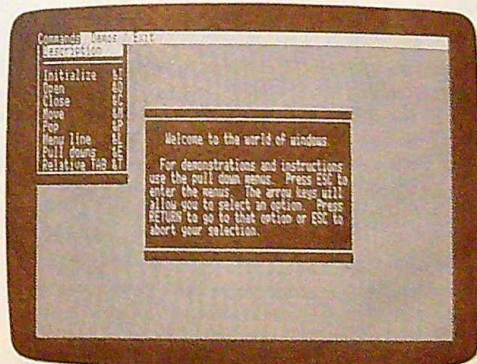 Commands Demos Exit
Description
Initialize &I
Open &O
Close &C
Move &M
Pop &P
Menu line &L
Pull downs &F
Relative TAB &T
Welcome to the world of windows
For demonstrations and instructions
use the pull down menus. Press ESC to
enter the menus. The arrow keys will
allow you to select an option. Press
RETURN to go to that option or ESC to
abort your selection.